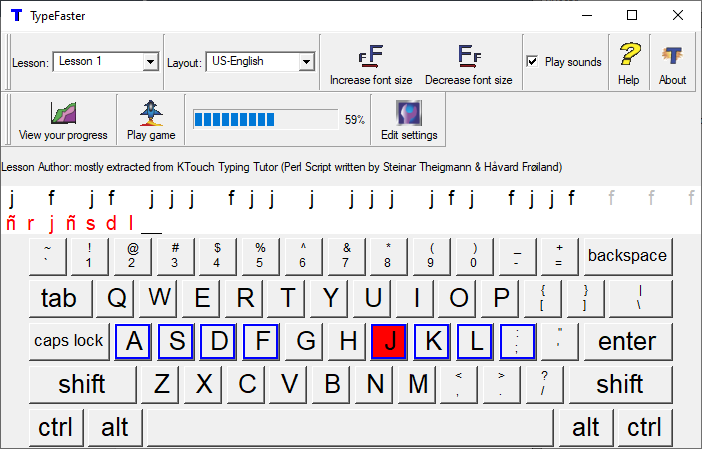 TypeFaster
Lesson: Lesson 1 Layout: US-English Increase font size Decrease font size Play sounds Help About
View your progress Play game 59% Edit settings
Lesson Author: mostly extracted from KTouch Typing Tutor (Perl Script written by Steinar Theigmann & Håvard Frøiland)
j f j f j j j f j j j j j j j j f j f j j f f f f
ñ r j ñ s d l _
~ ` ! 1 @ 2 # 3 $ 4 % 5 ^ 6 & 7 * 8 ( 9 ) 0 _ - + = backspace
tab Q W E R T Y U I O P { [ } ] | \
caps lock A S D F G H J K L : ; " ' enter
shift Z X C V B N M < , > . ? / shift
ctrl alt alt ctrl